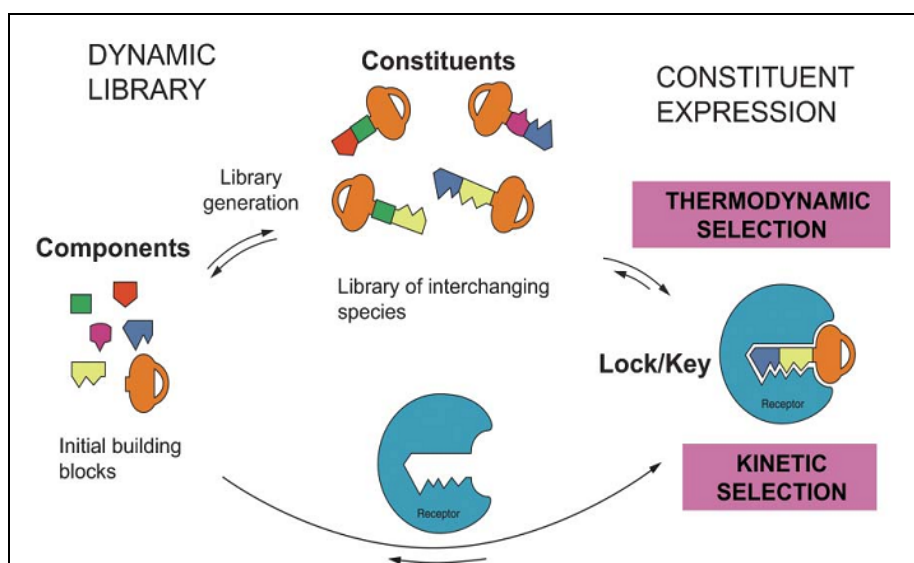 DYNAMIC
LIBRARY
Constituents
CONSTITUENT
EXPRESSION
Library
generation
THERMODYNAMIC
SELECTION
Components
Library of interchanging
species
Lock/Key
Receptor
Initial building
blocks
Receptor
KINETIC
SELECTION